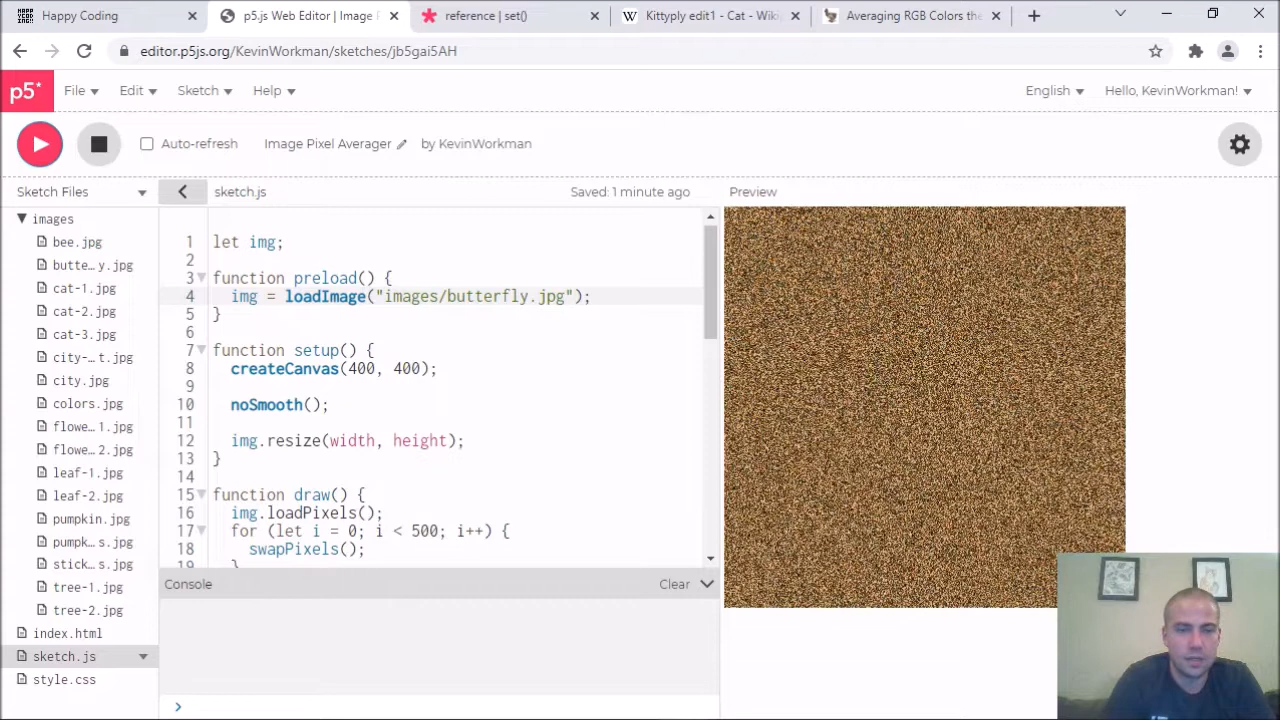 Happy Coding
p5.js Web Editor | Image P
reference | set()
Kittyply edit1 - Cat - Wiki
Averaging RGB Colors the
editor.p5js.org/KevinWorkman/sketches/jb5gai5AH
p5*
File
Edit
Sketch
Help
English
Hello, KevinWorkman!
Auto-refresh
Image Pixel Averager
by KevinWorkman
Sketch Files
sketch.js
Saved: 1 minute ago
Preview
images
bee.jpg
butte…y.jpg
cat-1.jpg
cat-2.jpg
cat-3.jpg
city-…t.jpg
city.jpg
colors.jpg
flowe…1.jpg
flowe…2.jpg
leaf-1.jpg
leaf-2.jpg
pumpkin.jpg
pumpk…s.jpg
stick…s.jpg
tree-1.jpg
tree-2.jpg
index.html
sketch.js
style.css
1 let img;
2
3 function preload() {
4 img = loadImage("images/butterfly.jpg");
5 }
6
7 function setup() {
8 createCanvas(400, 400);
9
10 noSmooth();
11
12 img.resize(width, height);
13 }
14
15 function draw() {
16 img.loadPixels();
17 for (let i = 0; i < 500; i++) {
18 swapPixels();
19 }
Console
Clear
>